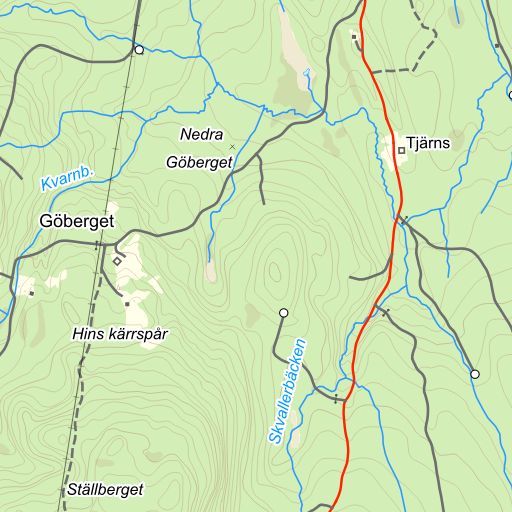 Nedra
Göberget
Tjärns
Kvarnb.
Göberget
Hins kärrspår
Skvallerbäcken
Ställberget